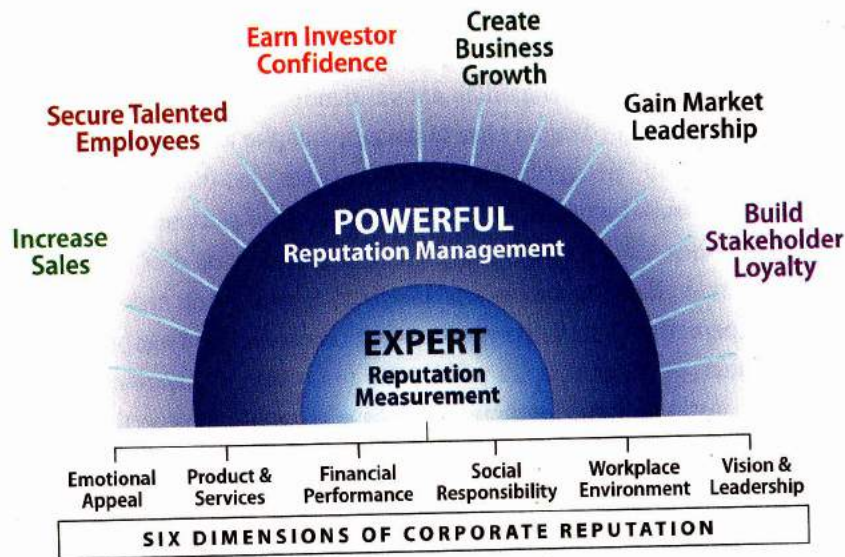 Create
Business
Growth
Earn Investor
Confidence
Gain Market
Leadership
Secure Talented
Employees
Build
Stakeholder
Loyalty
Increase
Sales
POWERFUL
Reputation Management
EXPERT
Reputation
Measurement
Emotional
Appeal
Product &
Services
Financial
Performance
Social
Responsibility
Workplace
Environment
Vision &
Leadership
SIX DIMENSIONS OF CORPORATE REPUTATION